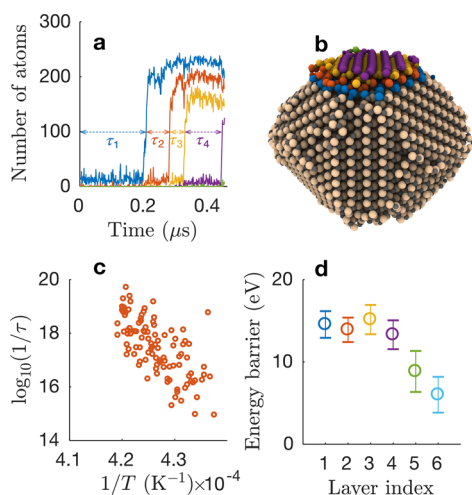 a
b
Number of atoms
300
200
100
0
τ1 τ2 τ3 τ4
0 0.2 0.4
Time (μs)
c
d
log10(1/τ)
20
18
16
14
4.1 4.2 4.3
1/T (K−1)×10−4
Energy barrier (eV)
20
10
0
1 2 3 4 5 6
Layer index